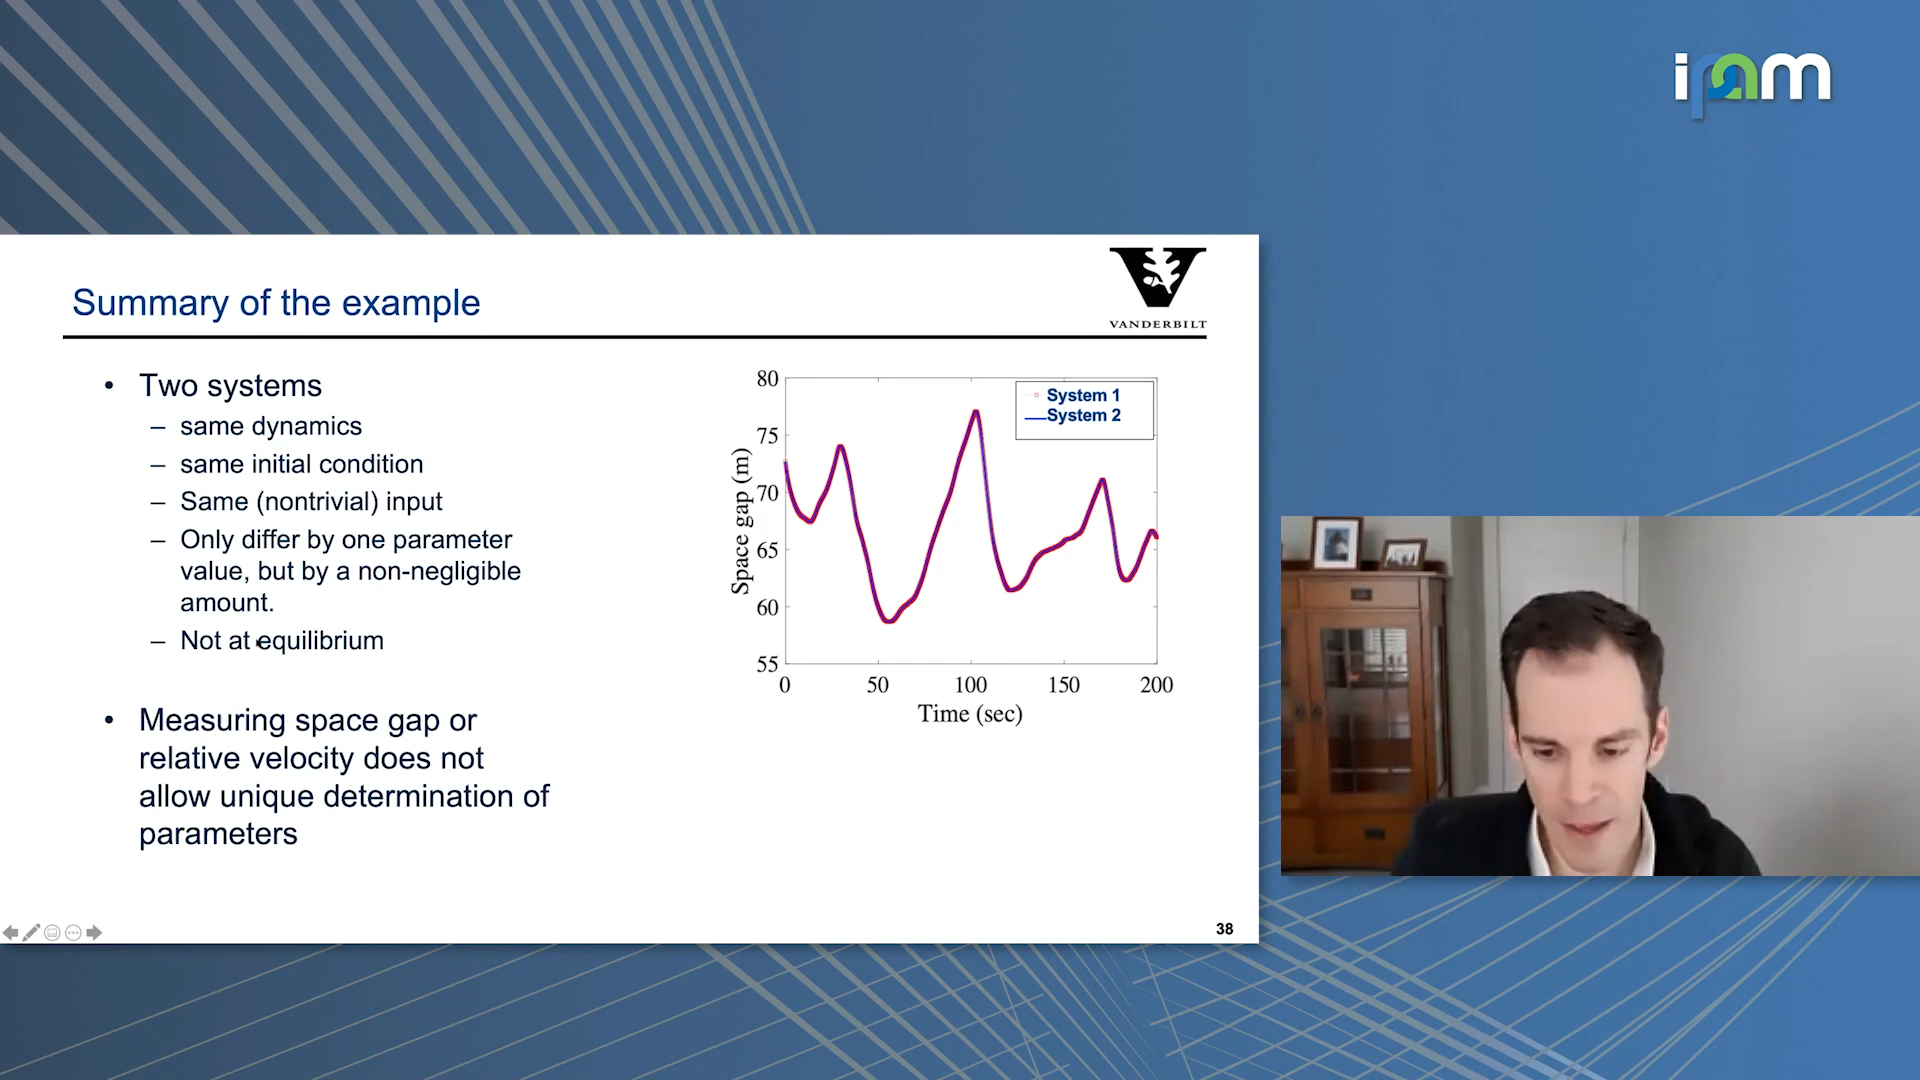 ipam
Summary of the example
VANDERBILT
• Two systems
– same dynamics
– same initial condition
– Same (nontrivial) input
– Only differ by one parameter
value, but by a non-negligible
amount.
– Not at equilibrium
• Measuring space gap or
relative velocity does not
allow unique determination of
parameters
System 1
System 2
80
75
70
65
60
55
Space gap (m)
0 50 100 150 200
Time (sec)
38